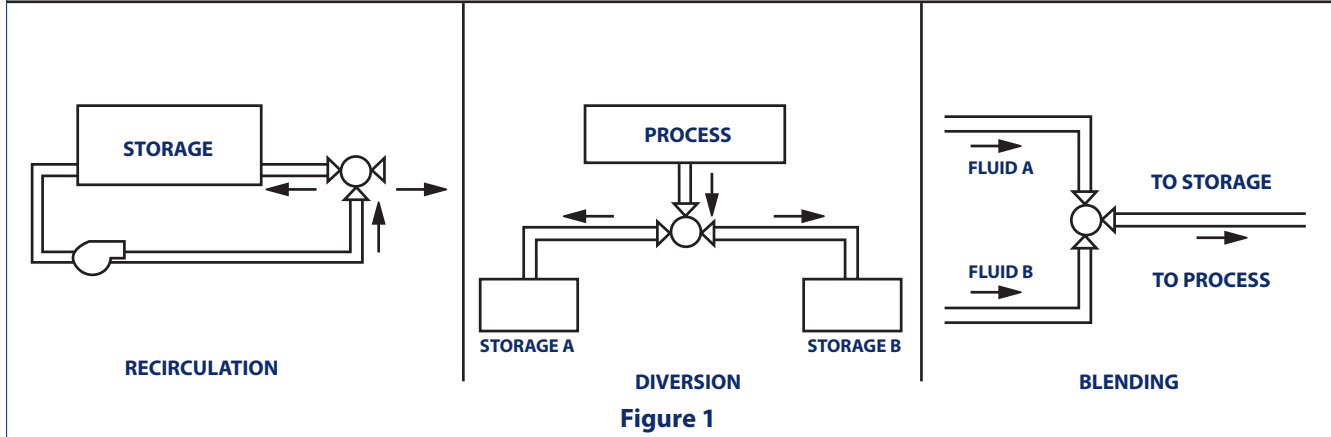 STORAGE
RECIRCULATION
PROCESS
STORAGE A
STORAGE B
DIVERSION
FLUID A
TO STORAGE
FLUID B
TO PROCESS
BLENDING
Figure 1